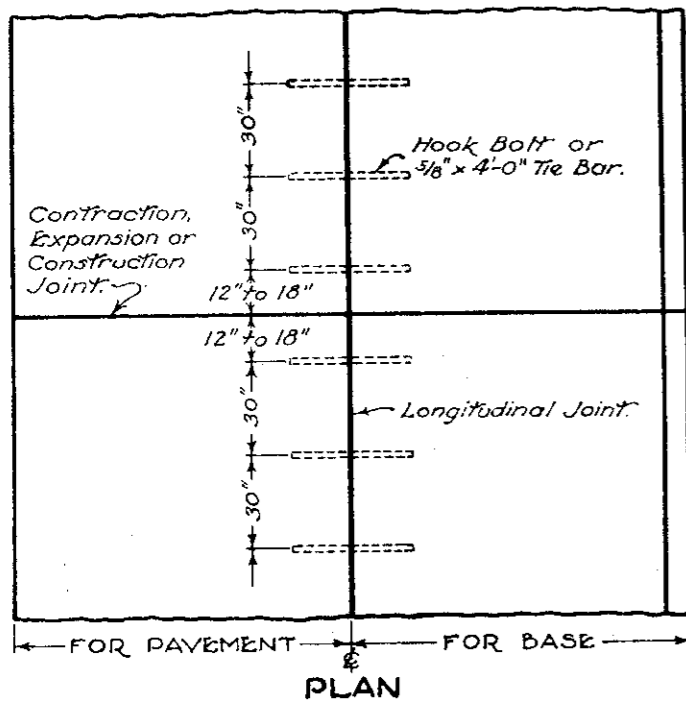 30"
Hook Bolt or
5/8" x 4'-0" Tie Bar.
30"
Contraction,
Expansion or
Construction
Joint.
12" to 18"
12" to 18"
30"
Longitudinal Joint.
30"
FOR PAVEMENT
FOR BASE
℄
PLAN